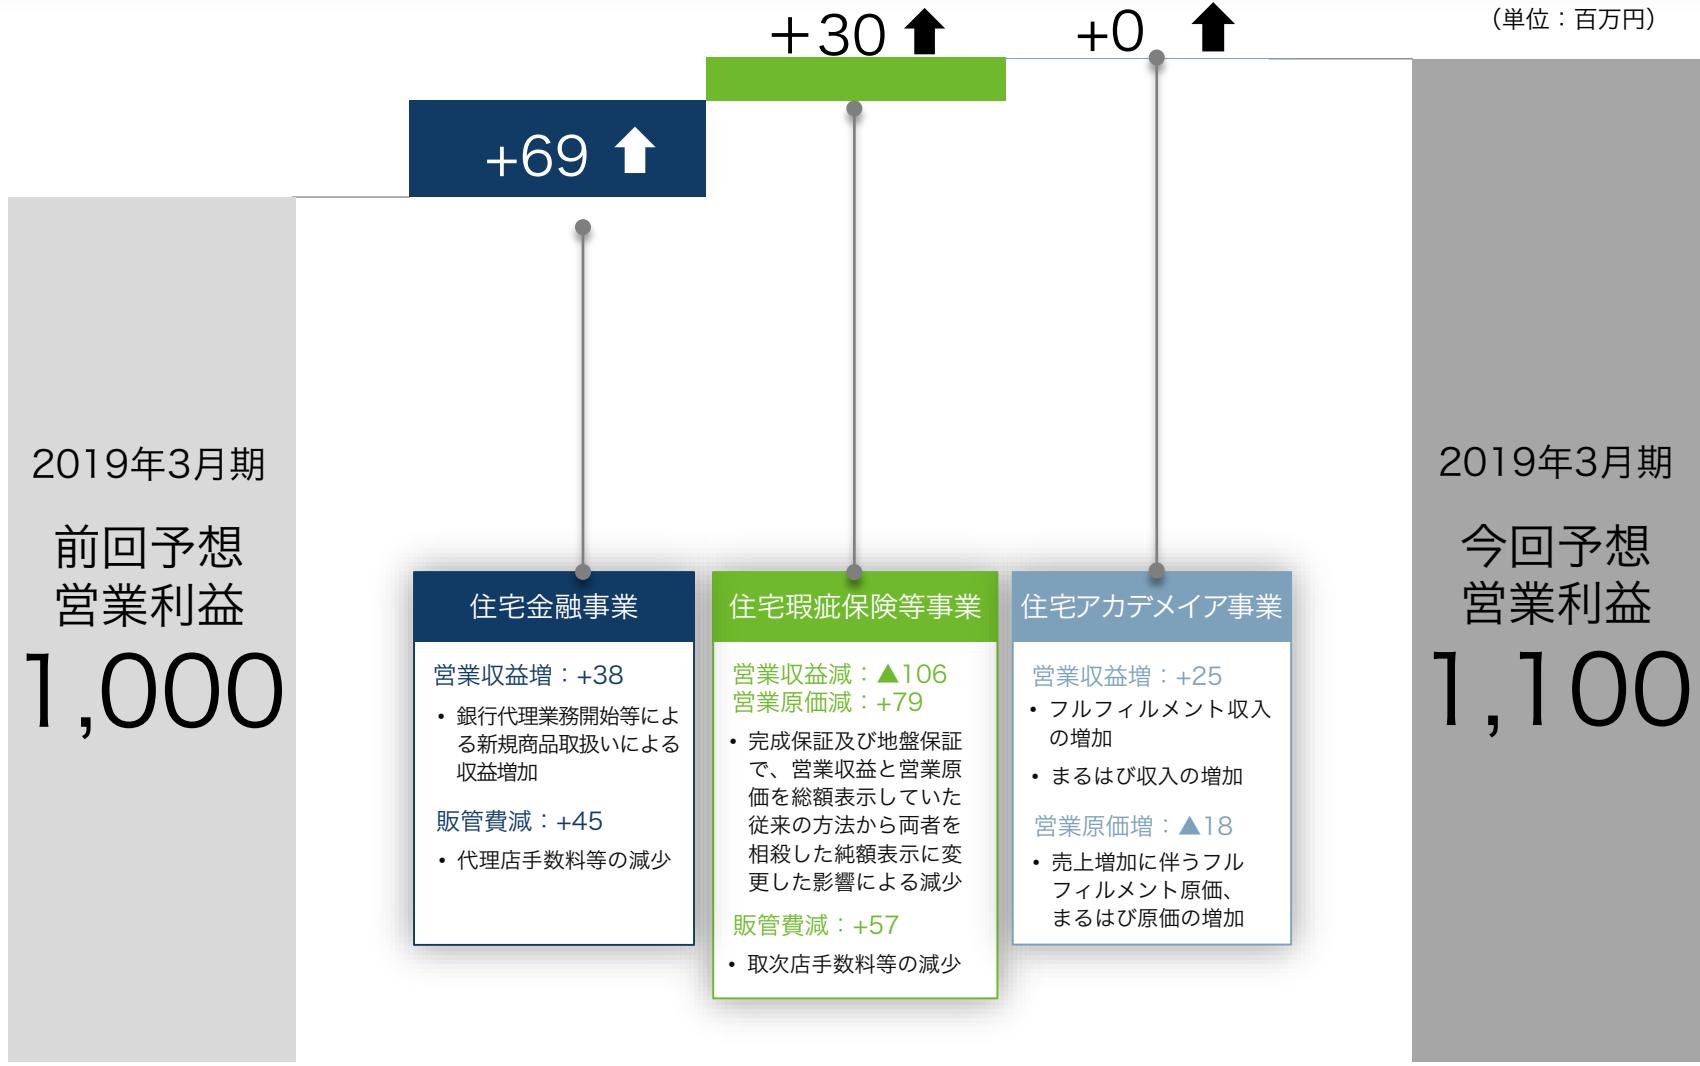 （単位：百万円）
+69
＋30
+0
2019年3月期
前回予想
営業利益
1,000
住宅金融事業
営業収益増：+38
• 銀行代理業務開始等によ
る新規商品取扱いによる
収益増加
販管費減：+45
• 代理店手数料等の減少
住宅瑕疵保険等事業
営業収益減：▲106
営業原価減：+79
• 完成保証及び地盤保証
で、営業収益と営業原
価を総額表示していた
従来の方法から両者を
相殺した純額表示に変
更した影響による減少
販管費減：+57
• 取次店手数料等の減少
住宅アカデメイア事業
営業収益増：+25
• フルフィルメント収入
の増加
• まるはび収入の増加
営業原価増：▲18
• 売上増加に伴うフル
フィルメント原価、
まるはび原価の増加
2019年3月期
今回予想
営業利益
1,100